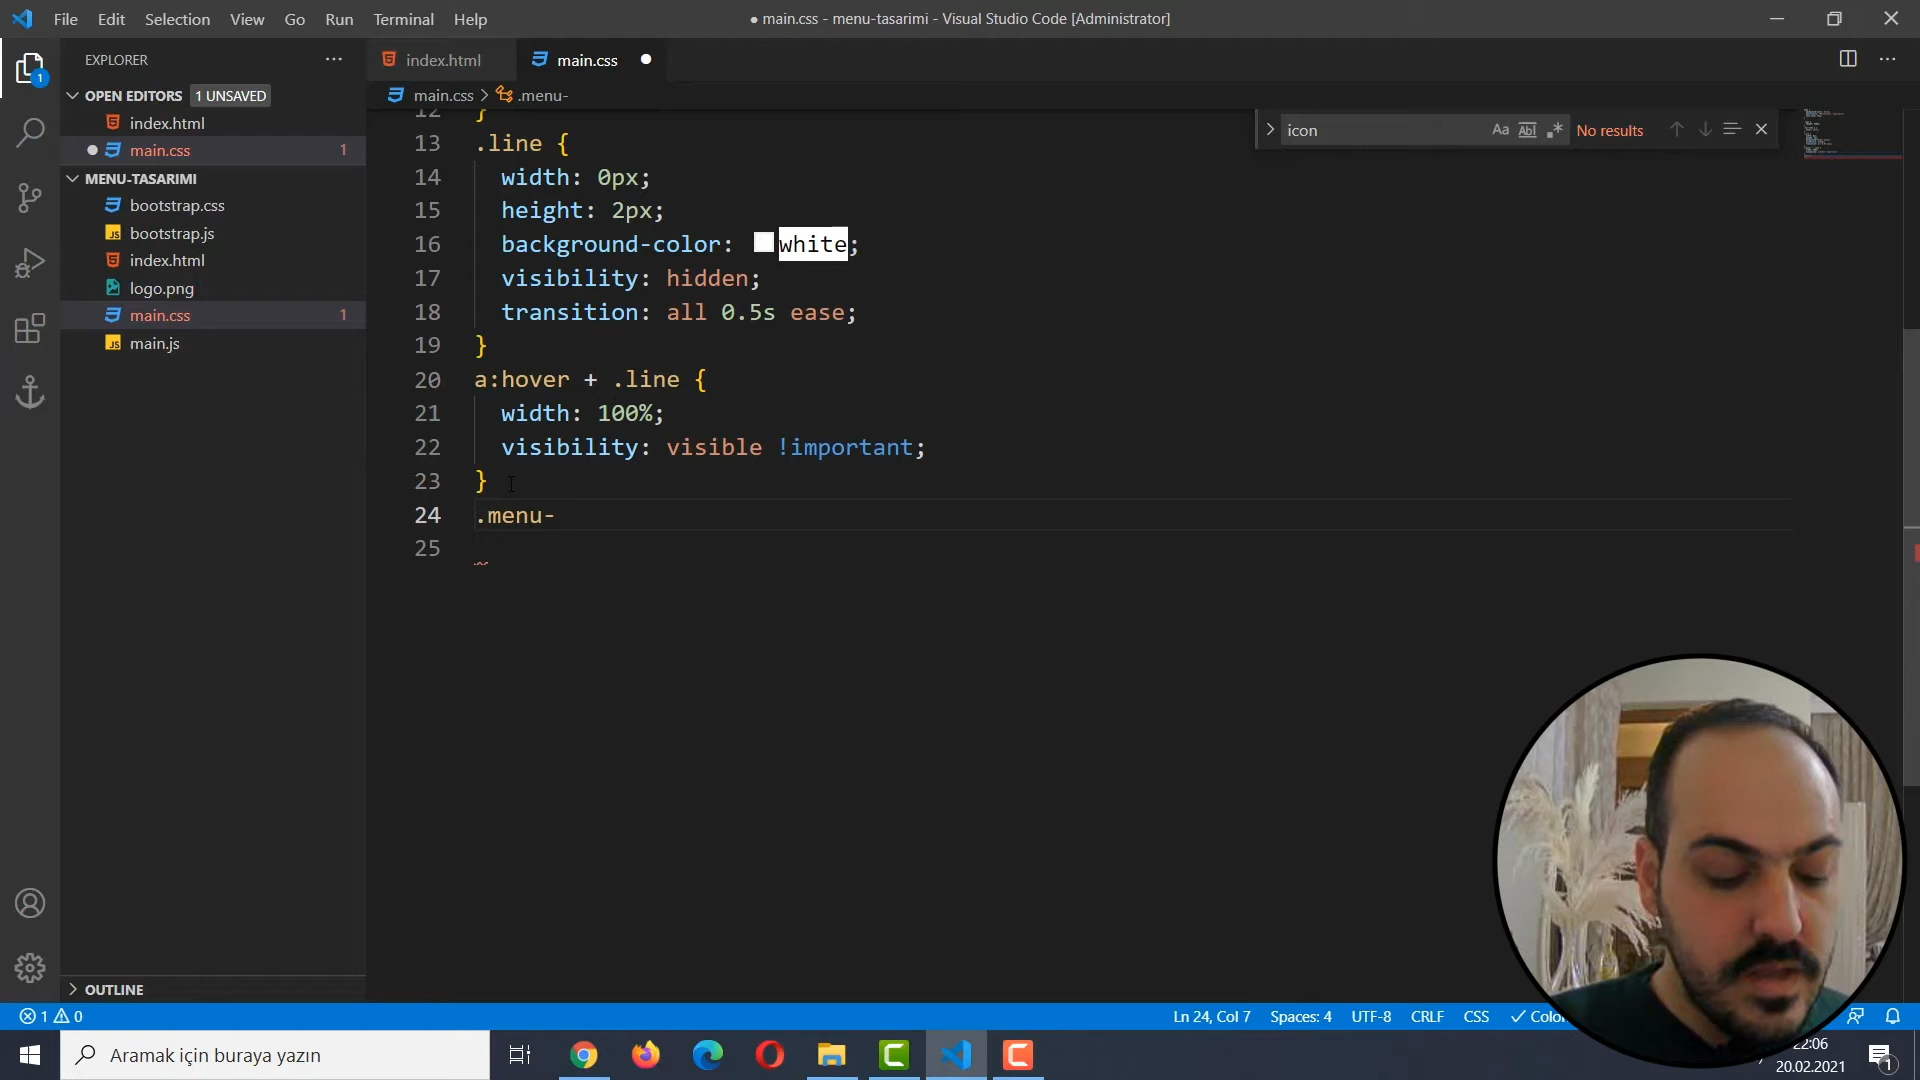 File Edit Selection View Go Run Terminal Help
● main.css - menu-tasarimi - Visual Studio Code [Administrator]
EXPLORER
index.html
main.css
OPEN EDITORS 1 UNSAVED
index.html
main.css 1
MENU-TASARIMI
bootstrap.css
bootstrap.js
index.html
logo.png
main.css 1
main.js
OUTLINE
main.css > .menu-
icon
Aa Abl .* No results
12 }
13 .line {
14 width: 0px;
15 height: 2px;
16 background-color: white;
17 visibility: hidden;
18 transition: all 0.5s ease;
19 }
20 a:hover + .line {
21 width: 100%;
22 visibility: visible !important;
23 }
24 .menu-
25
1 0
Ln 24, Col 7 Spaces: 4 UTF-8 CRLF CSS
Aramak için buraya yazın
22:06
20.02.2021
1